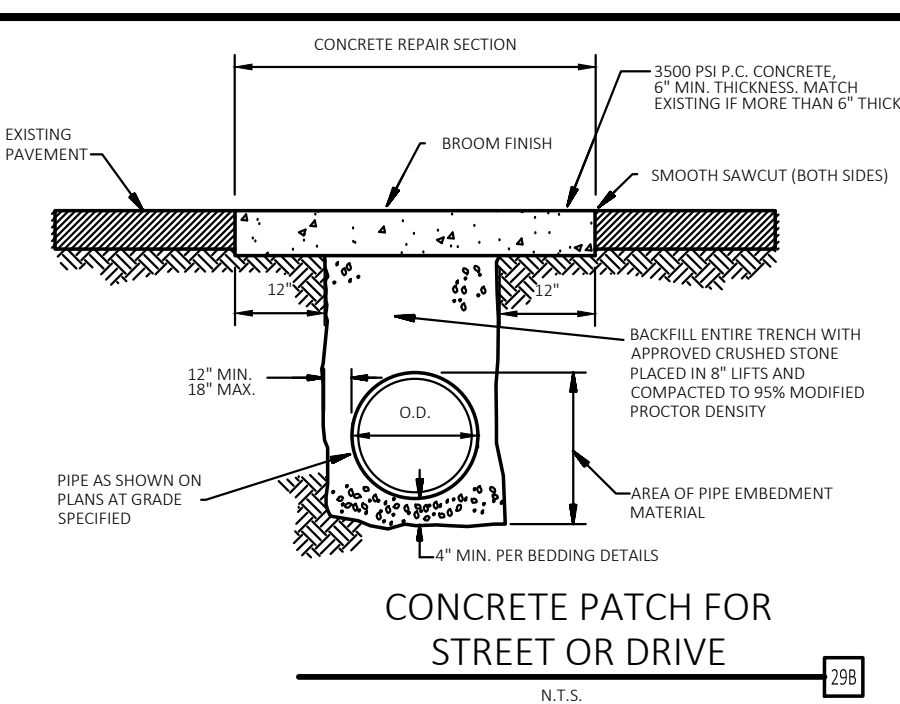 CONCRETE REPAIR SECTION
3500 PSI P.C. CONCRETE,
6" MIN. THICKNESS. MATCH
EXISTING IF MORE THAN 6" THICK
EXISTING
PAVEMENT
BROOM FINISH
SMOOTH SAWCUT (BOTH SIDES)
12"
12"
BACKFILL ENTIRE TRENCH WITH
APPROVED CRUSHED STONE
PLACED IN 8" LIFTS AND
COMPACTED TO 95% MODIFIED
PROCTOR DENSITY
12" MIN.
18" MAX.
O.D.
PIPE AS SHOWN ON
PLANS AT GRADE
SPECIFIED
AREA OF PIPE EMBEDMENT
MATERIAL
4" MIN. PER BEDDING DETAILS
CONCRETE PATCH FOR
STREET OR DRIVE
29B
N.T.S.